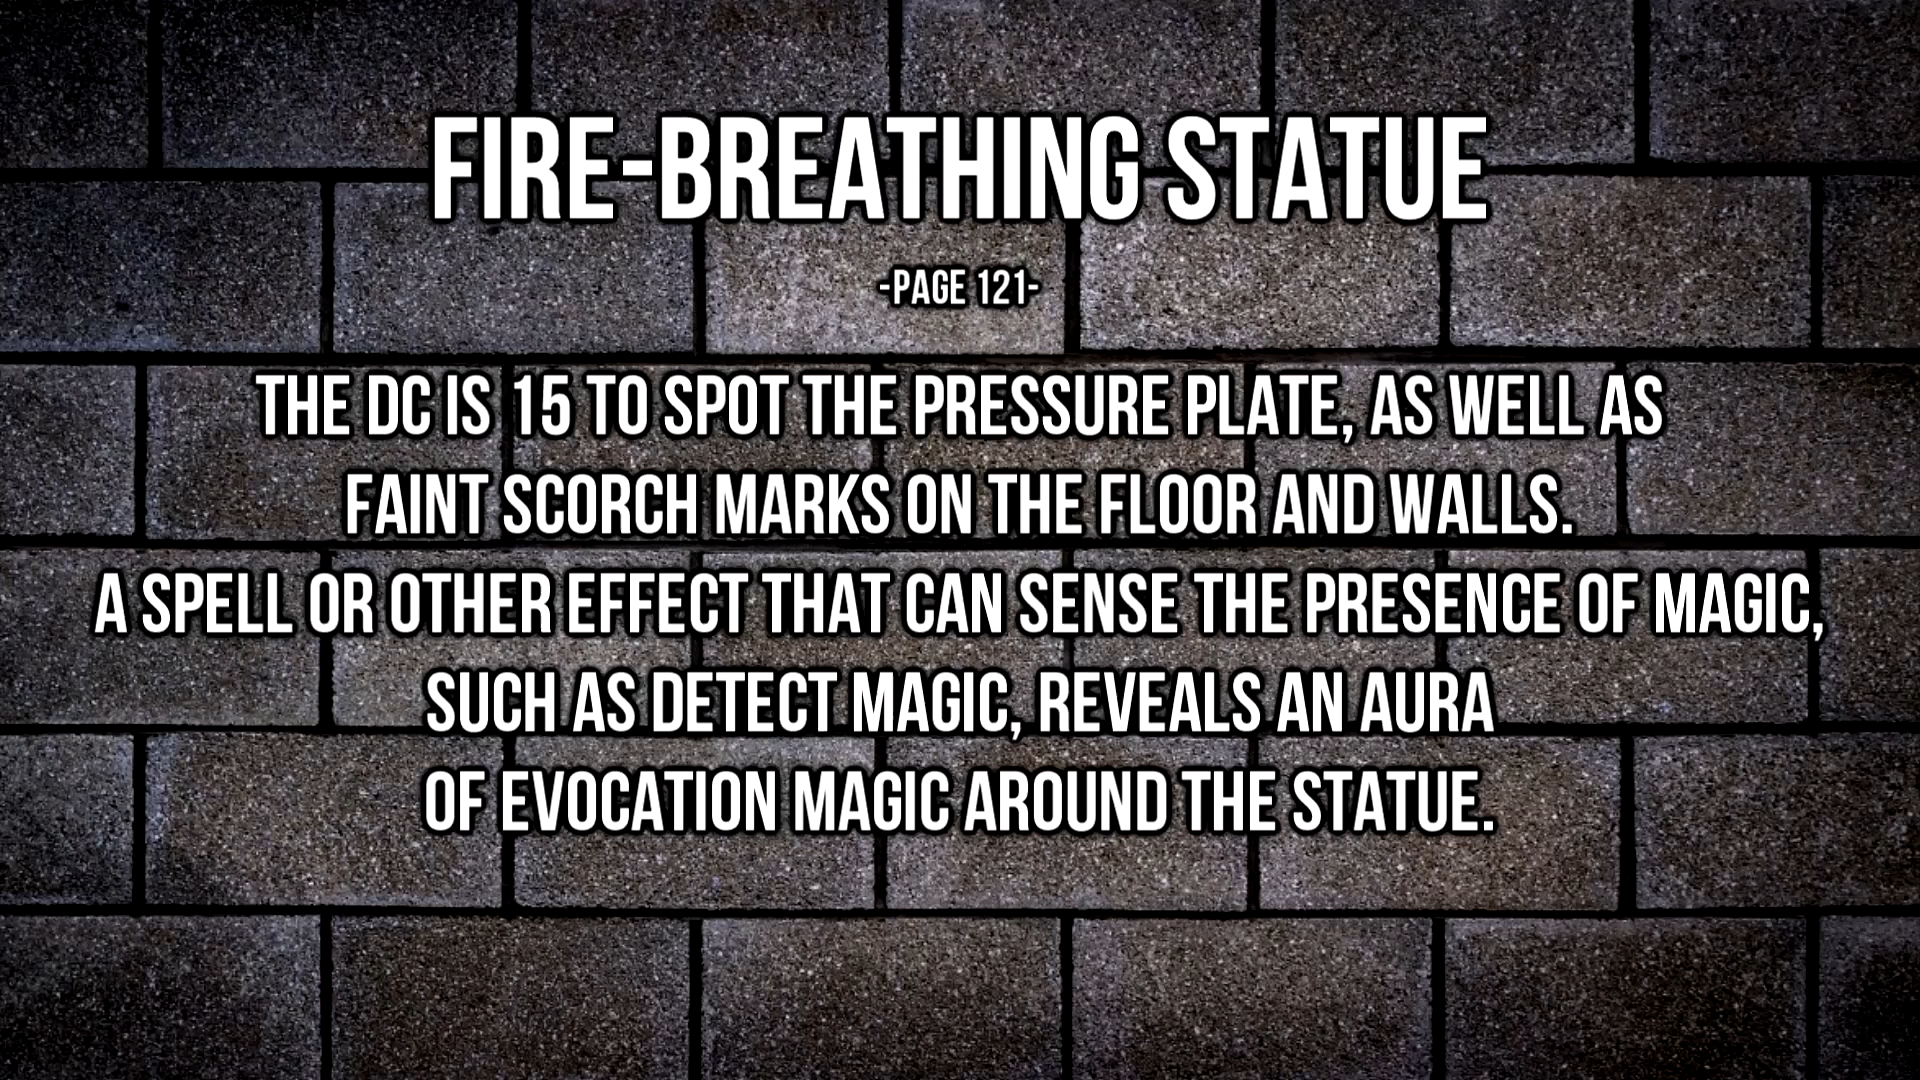 FIRE-BREATHING STATUE
-PAGE 121-
THE DC IS 15 TO SPOT THE PRESSURE PLATE, AS WELL AS
FAINT SCORCH MARKS ON THE FLOOR AND WALLS.
A SPELL OR OTHER EFFECT THAT CAN SENSE THE PRESENCE OF MAGIC,
SUCH AS DETECT MAGIC, REVEALS AN AURA
OF EVOCATION MAGIC AROUND THE STATUE.